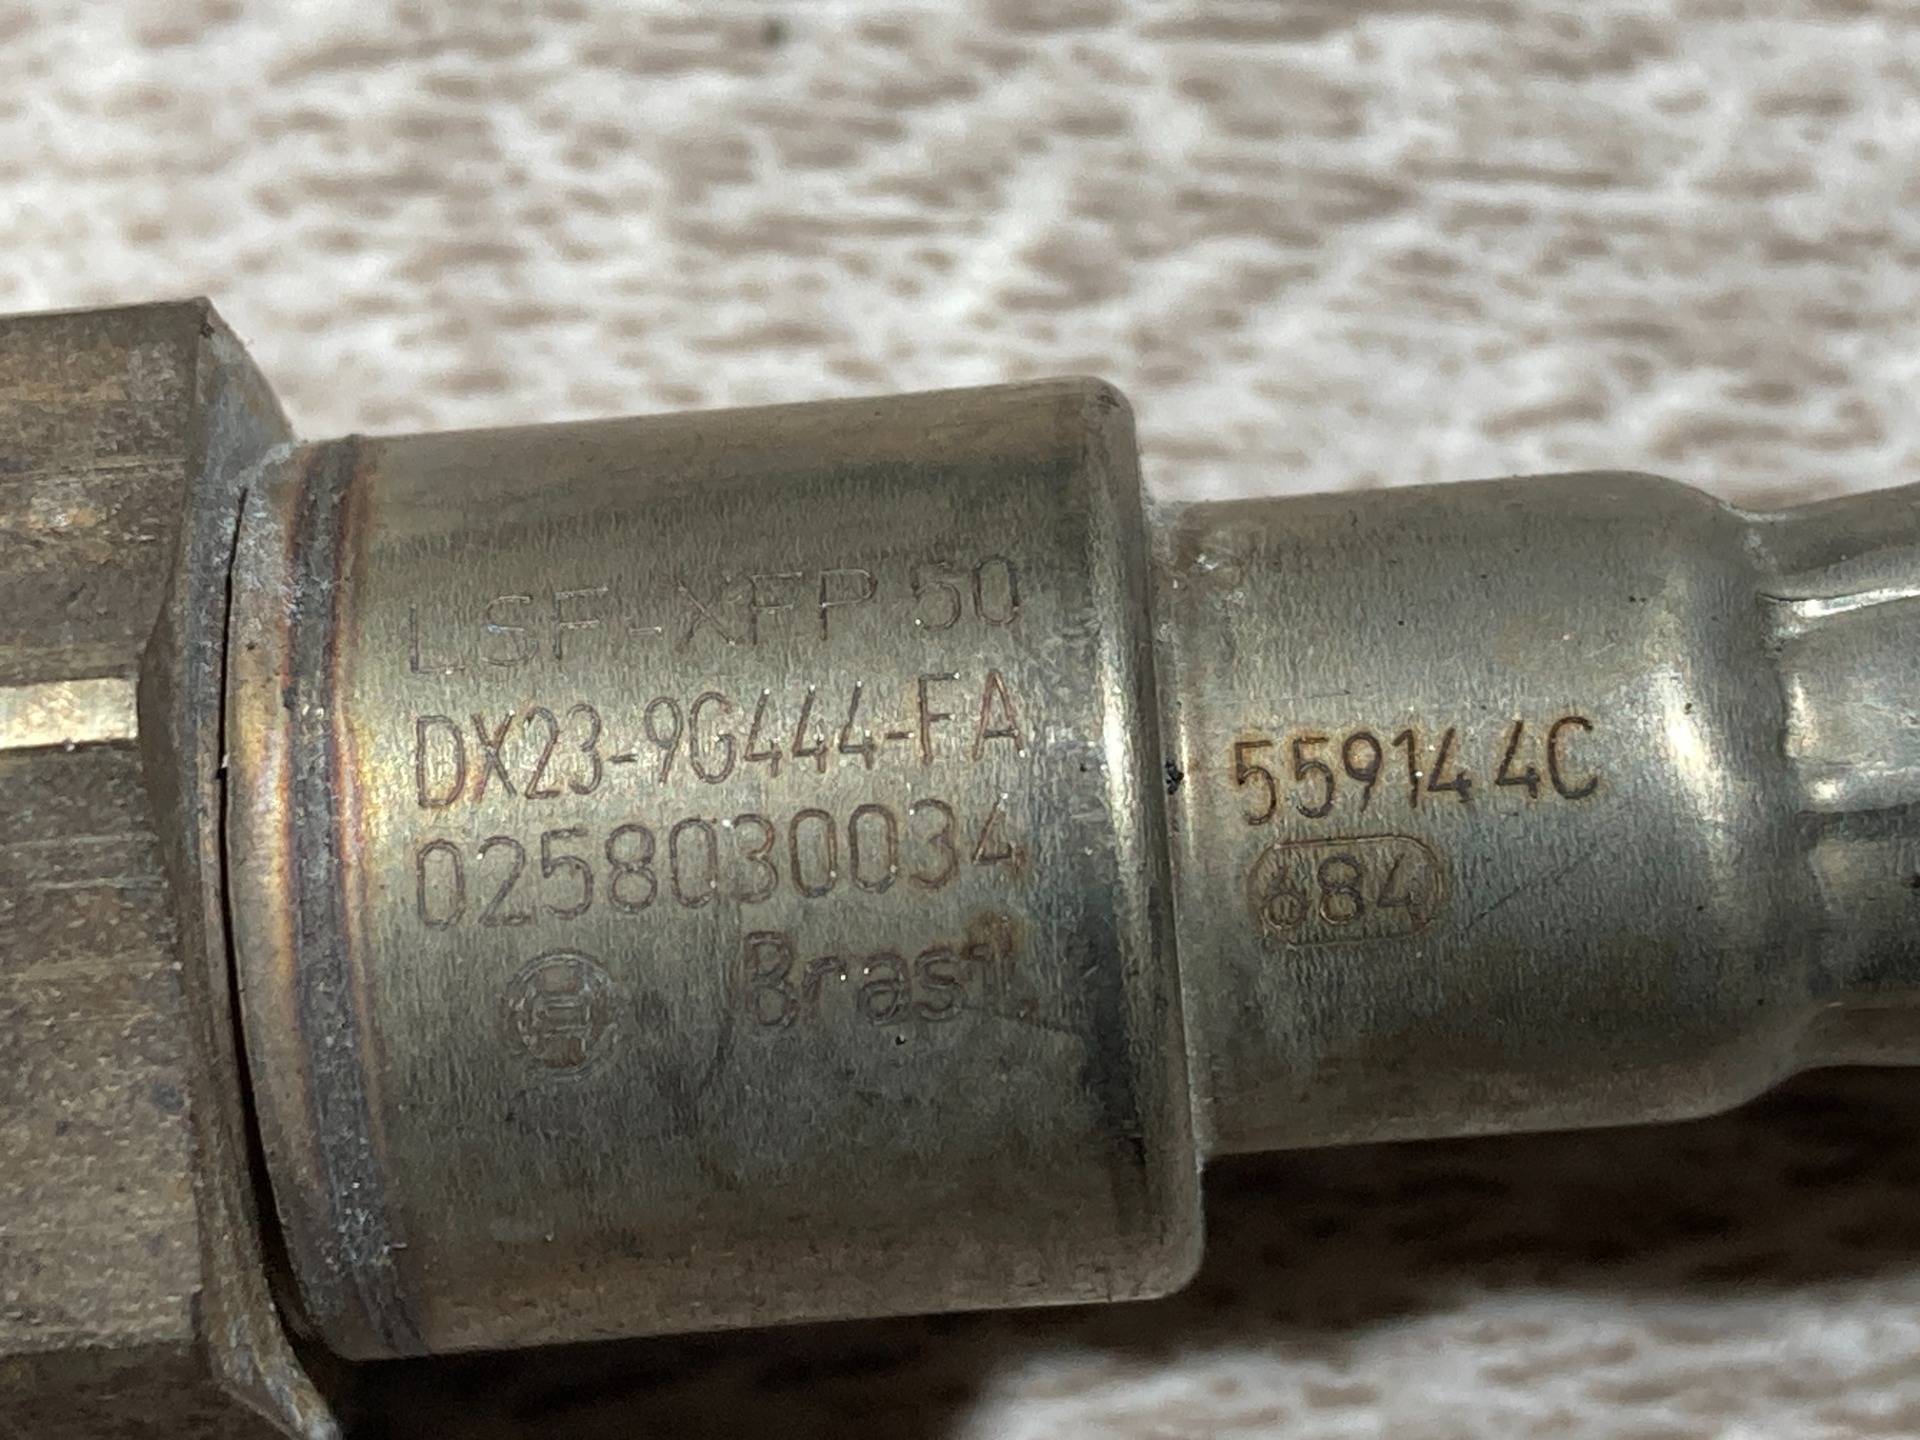 LSF-XFP 50
DX23-9G444-FA
0258030034
Brasil
559144C
684